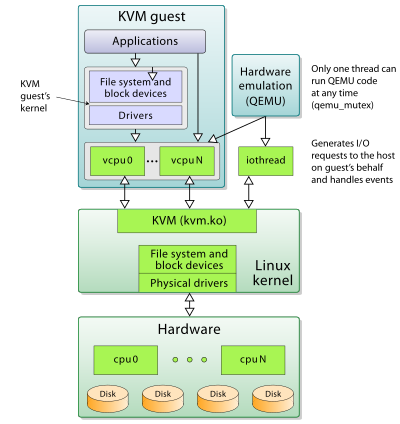 KVM guest
Applications
File system and
block devices
Drivers
KVM
guest's
kernel
vcpu0
vcpuN
Hardware
emulation
(QEMU)
Only one thread can
run QEMU code
at any time
(qemu_mutex)
iothread
Generates I/O
requests to the host
on guest's behalf
and handles events
KVM (kvm.ko)
File system and
block devices
Physical drivers
Linux
kernel
Hardware
cpu0
cpuN
Disk
Disk
Disk
Disk